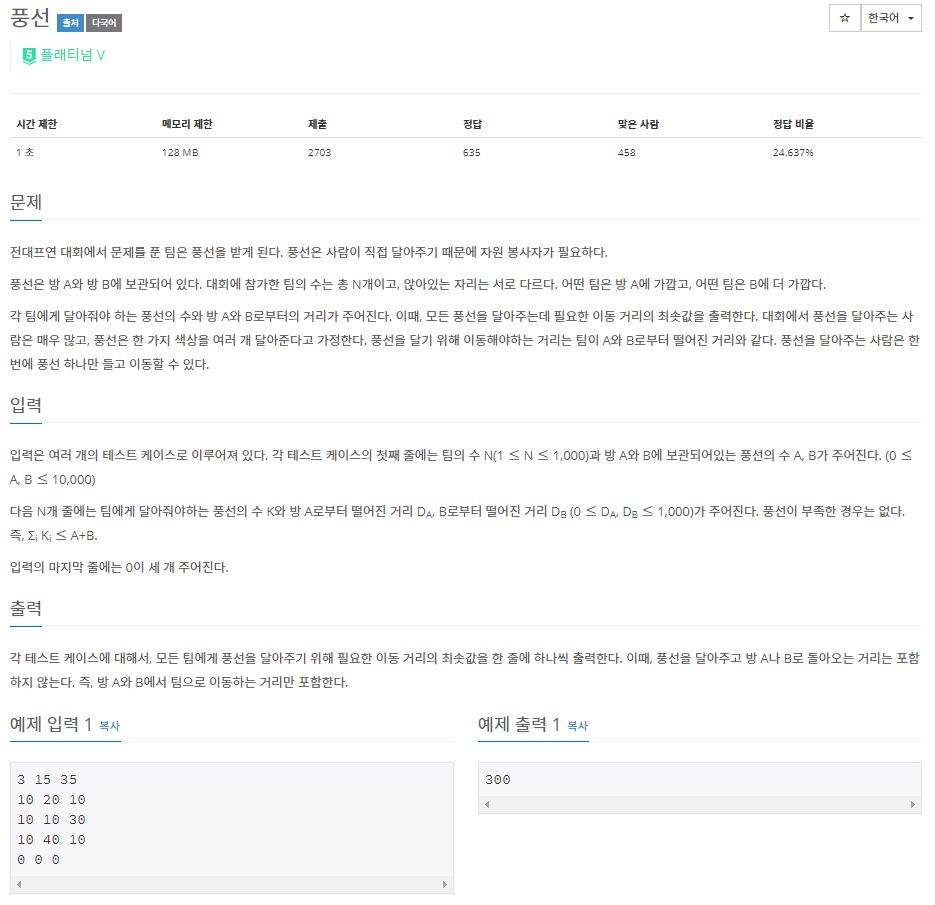 풍선 출처 다국어
☆ 한국어
5 플래티넘 V
시간 제한 메모리 제한 제출 정답 맞은 사람 정답 비율
1 초 128 MB 2703 635 458 24.637%
문제
전대프연 대회에서 문제를 푼 팀은 풍선을 받게 된다. 풍선은 사람이 직접 달아주기 때문에 자원 봉사자가 필요하다.
풍선은 방 A와 방 B에 보관되어 있다. 대회에 참가한 팀의 수는 총 N개이고, 앉아있는 자리는 서로 다르다. 어떤 팀은 방 A에 가깝고, 어떤 팀은 B에 더 가깝다.
각 팀에게 달아줘야 하는 풍선의 수와 방 A와 B로부터의 거리가 주어진다. 이때, 모든 풍선을 달아주는데 필요한 이동 거리의 최솟값을 출력한다. 대회에서 풍선을 달아주는 사
람은 매우 많고, 풍선은 한 가지 색상을 여러 개 달아준다고 가정한다. 풍선을 달기 위해 이동해야하는 거리는 팀이 A와 B로부터 떨어진 거리와 같다. 풍선을 달아주는 사람은 한
번에 풍선 하나만 들고 이동할 수 있다.
입력
입력은 여러 개의 테스트 케이스로 이루어져 있다. 각 테스트 케이스의 첫째 줄에는 팀의 수 N(1 ≤ N ≤ 1,000)과 방 A와 B에 보관되어있는 풍선의 수 A, B가 주어진다. (0 ≤
A, B ≤ 10,000)
다음 N개 줄에는 팀에게 달아줘야하는 풍선의 수 K와 방 A로부터 떨어진 거리 DA, B로부터 떨어진 거리 DB (0 ≤ DA, DB ≤ 1,000)가 주어진다. 풍선이 부족한 경우는 없다.
즉, Σi Ki ≤ A+B.
입력의 마지막 줄에는 0이 세 개 주어진다.
출력
각 테스트 케이스에 대해서, 모든 팀에게 풍선을 달아주기 위해 필요한 이동 거리의 최솟값을 한 줄에 하나씩 출력한다. 이때, 풍선을 달아주고 방 A나 B로 돌아오는 거리는 포함
하지 않는다. 즉, 방 A와 B에서 팀으로 이동하는 거리만 포함한다.
예제 입력 1 복사
3 15 35
10 20 10
10 10 30
10 40 10
0 0 0
예제 출력 1 복사
300